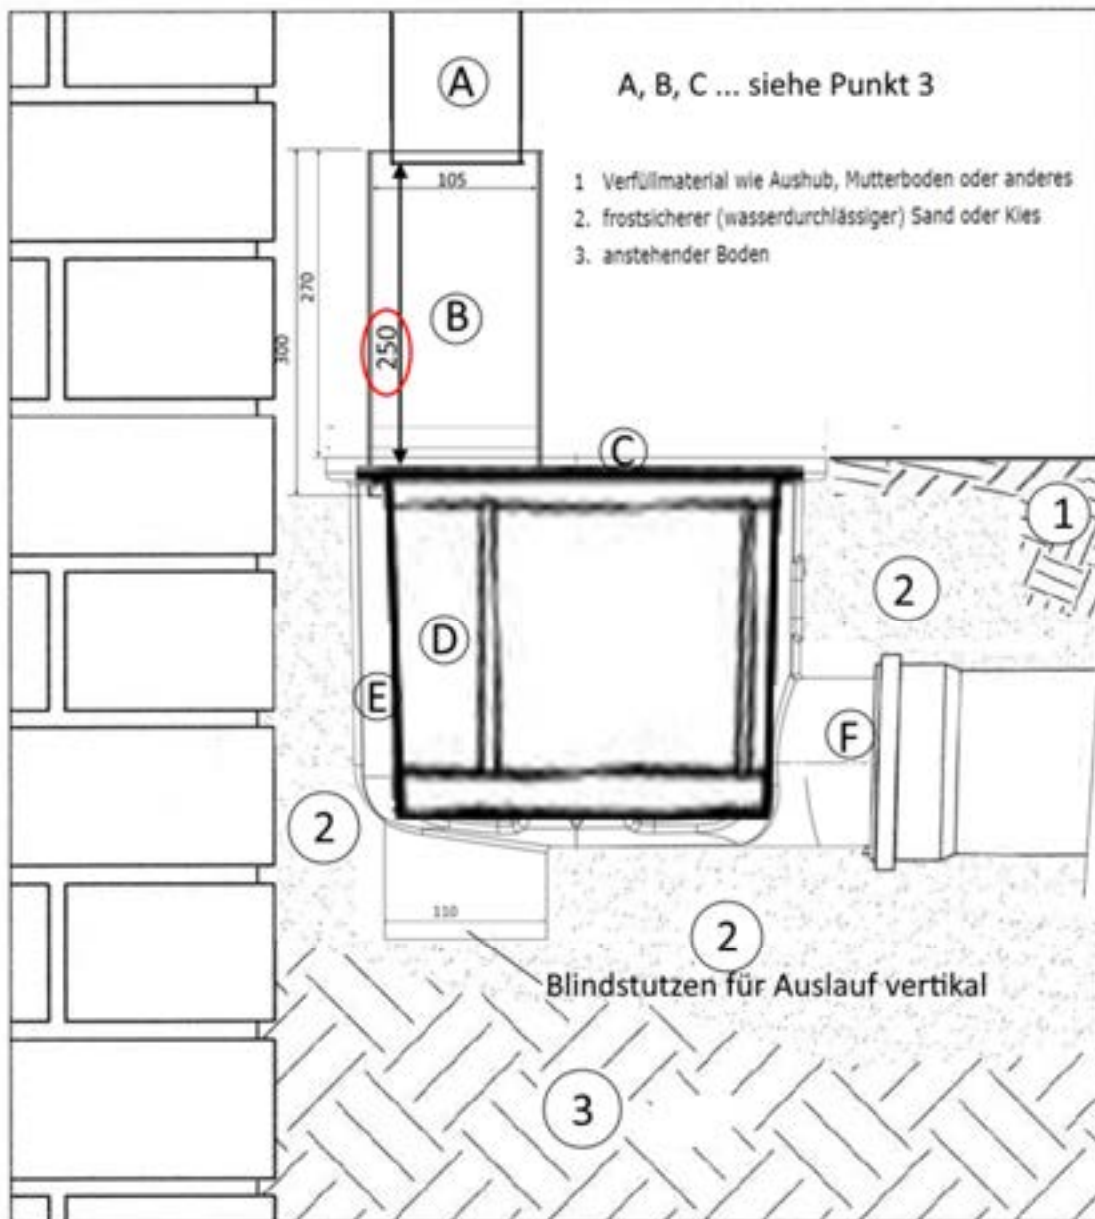 A
A, B, C ... siehe Punkt 3
105
1 Verfüllmaterial wie Aushub, Mutterboden oder anderes
2. frostsicherer (wasserdurchlässiger) Sand oder Kies
3. anstehender Boden
270
B
300
250
C
1
2
D
E
F
2
110
2
Blindstutzen für Auslauf vertikal
3